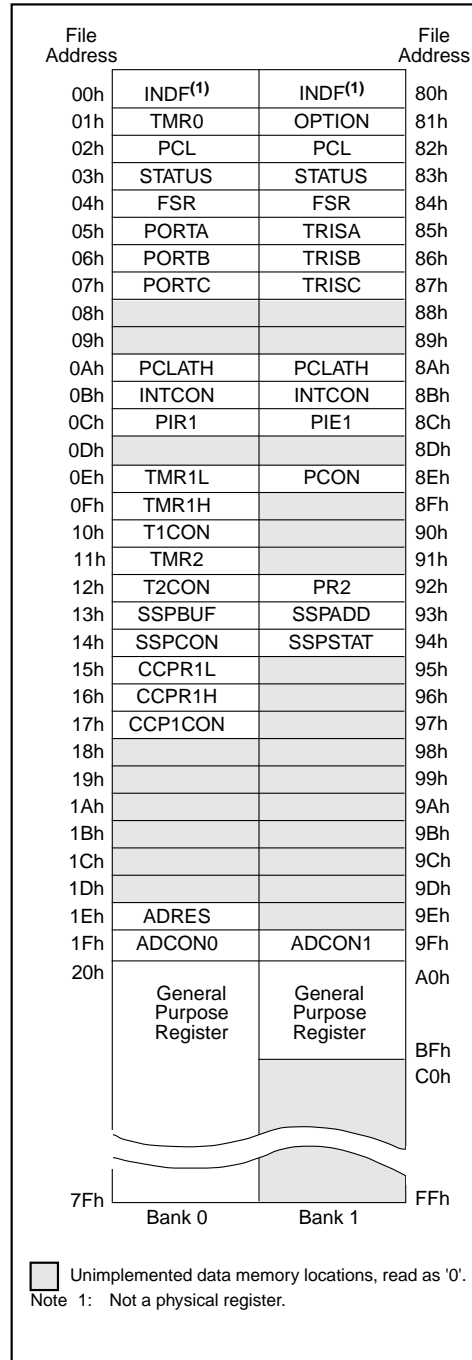 File Address File Address
00h INDF(1) INDF(1) 80h
01h TMR0 OPTION 81h
02h PCL PCL 82h
03h STATUS STATUS 83h
04h FSR FSR 84h
05h PORTA TRISA 85h
06h PORTB TRISB 86h
07h PORTC TRISC 87h
08h 88h
09h 89h
0Ah PCLATH PCLATH 8Ah
0Bh INTCON INTCON 8Bh
0Ch PIR1 PIE1 8Ch
0Dh 8Dh
0Eh TMR1L PCON 8Eh
0Fh TMR1H 8Fh
10h T1CON 90h
11h TMR2 91h
12h T2CON PR2 92h
13h SSPBUF SSPADD 93h
14h SSPCON SSPSTAT 94h
15h CCPR1L 95h
16h CCPR1H 96h
17h CCP1CON 97h
18h 98h
19h 99h
1Ah 9Ah
1Bh 9Bh
1Ch 9Ch
1Dh 9Dh
1Eh ADRES 9Eh
1Fh ADCON0 ADCON1 9Fh
20h A0h
General General
Purpose Purpose
Register Register
BFh
C0h
7Fh FFh
Bank 0 Bank 1
Unimplemented data memory locations, read as '0'.
Note 1: Not a physical register.